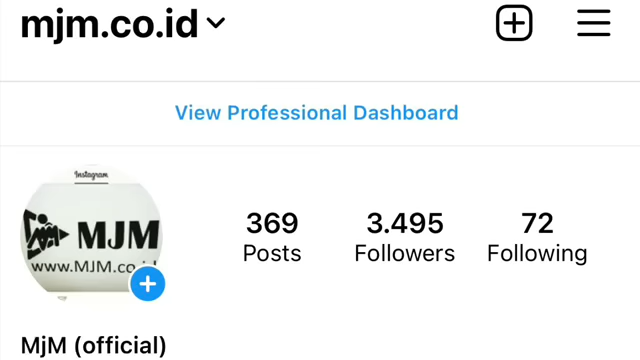 mjm.co.id
View Professional Dashboard
Instagram
MJM
www.MJM.co.id
369 3.495 72
Posts Followers Following
MjM (official)